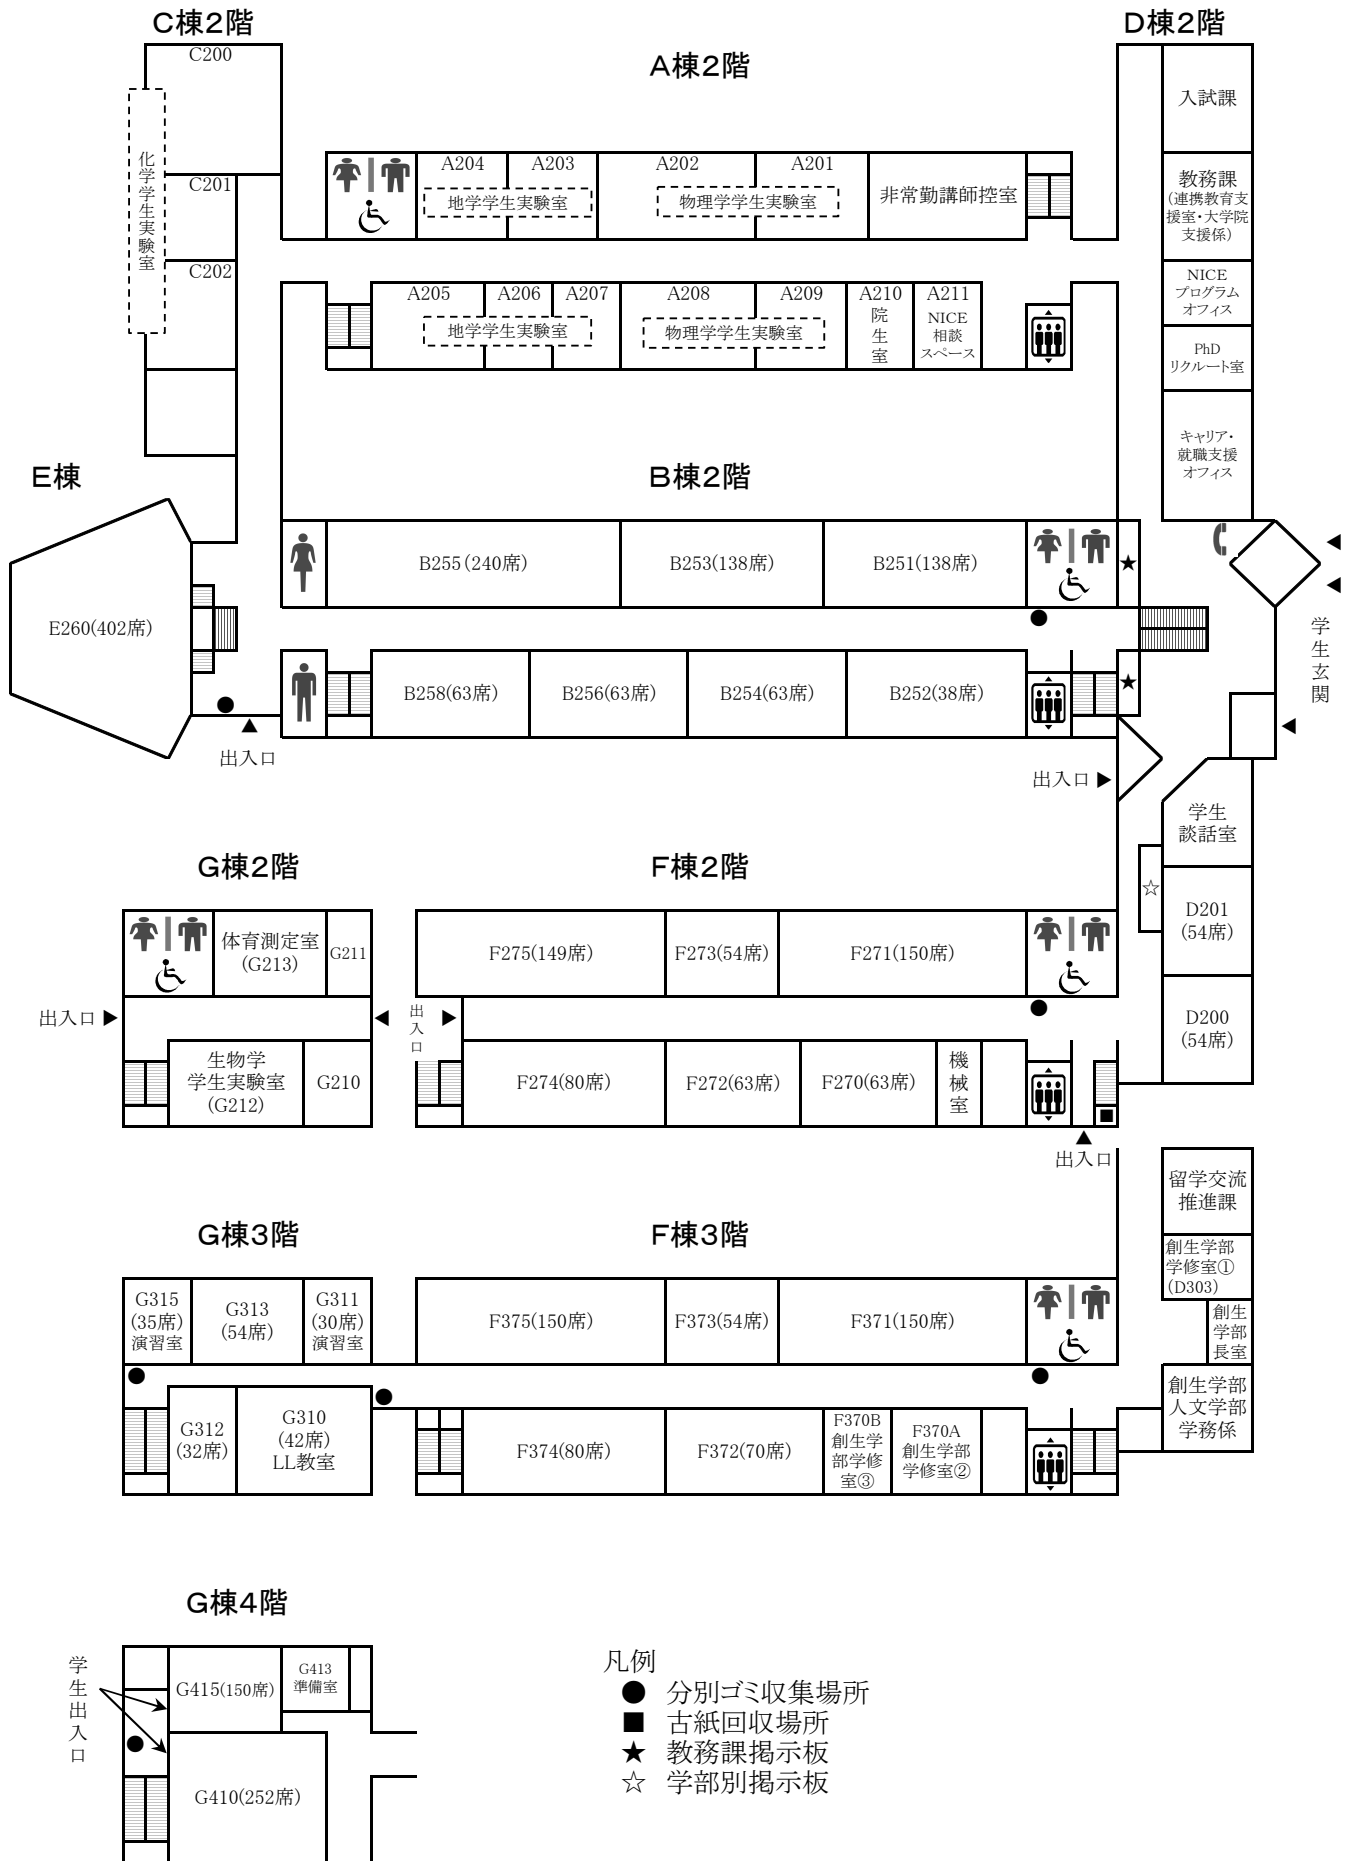 C棟2階
D棟2階
A棟2階
C200
化学学生実験室
C201
C202
A204
A203
地学学生実験室
A202
A201
物理学学生実験室
非常勤講師控室
A205
A206
A207
地学学生実験室
A208
A209
物理学学生実験室
A210
院生室
A211
NICE
相談
スペース
入試課
教務課
(連携教育支
援室・大学院
支援係)
NICE
プログラム
オフィス
PhD
リクルート室
キャリア・
就職支援
オフィス
E棟
B棟2階
E260(402席)
B255(240席)
B253(138席)
B251(138席)
★
B258(63席)
B256(63席)
B254(63席)
B252(38席)
★
学生玄関
出入口
出入口
学生
談話室
☆
D201
(54席)
D200
(54席)
G棟2階
F棟2階
体育測定室
(G213)
G211
F275(149席)
F273(54席)
F271(150席)
出入口
出入口
生物学
学生実験室
(G212)
G210
F274(80席)
F272(63席)
F270(63席)
機械室
出入口
留学交流
推進課
創生学部
学修室①
(D303)
創生
学部
長室
創生学部
人文学部
学務係
G棟3階
F棟3階
G315
(35席)
演習室
G313
(54席)
G311
(30席)
演習室
F375(150席)
F373(54席)
F371(150席)
G312
(32席)
G310
(42席)
LL教室
F374(80席)
F372(70席)
F370B
創生学
部学修
室③
F370A
創生学部
学修室②
G棟4階
学生出入口
G415(150席)
G413
準備室
G410(252席)
凡例
● 分別ゴミ収集場所
■ 古紙回収場所
★ 教務課掲示板
☆ 学部別掲示板